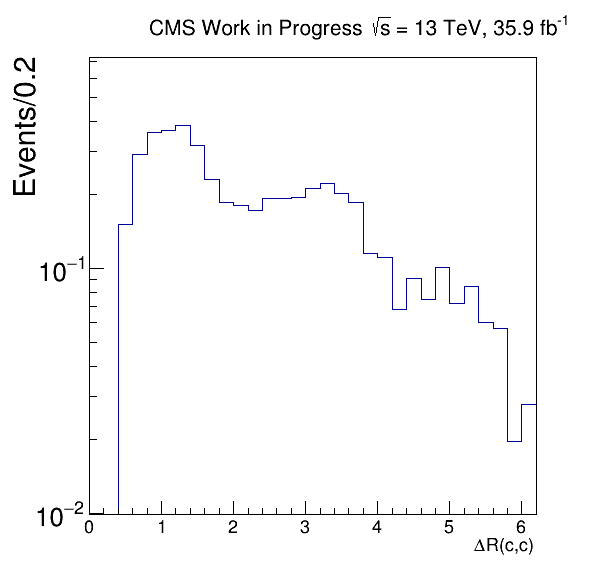 CMS Work in Progress √s = 13 TeV, 35.9 fb⁻¹
Events/0.2
10⁻¹
10⁻²
0 1 2 3 4 5 6
ΔR(c,c)